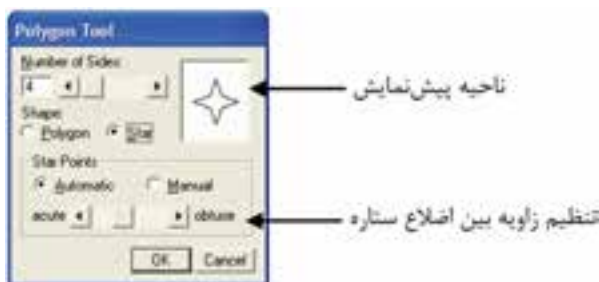 Polygon Tool
Number of Sides:
4
ناحیه پیش‌نمایش
Shape:
Polygon Star
Star Points
Automatic Manual
acute obtuse
تنظیم زاویه بین اضلاع ستاره
OK Cancel